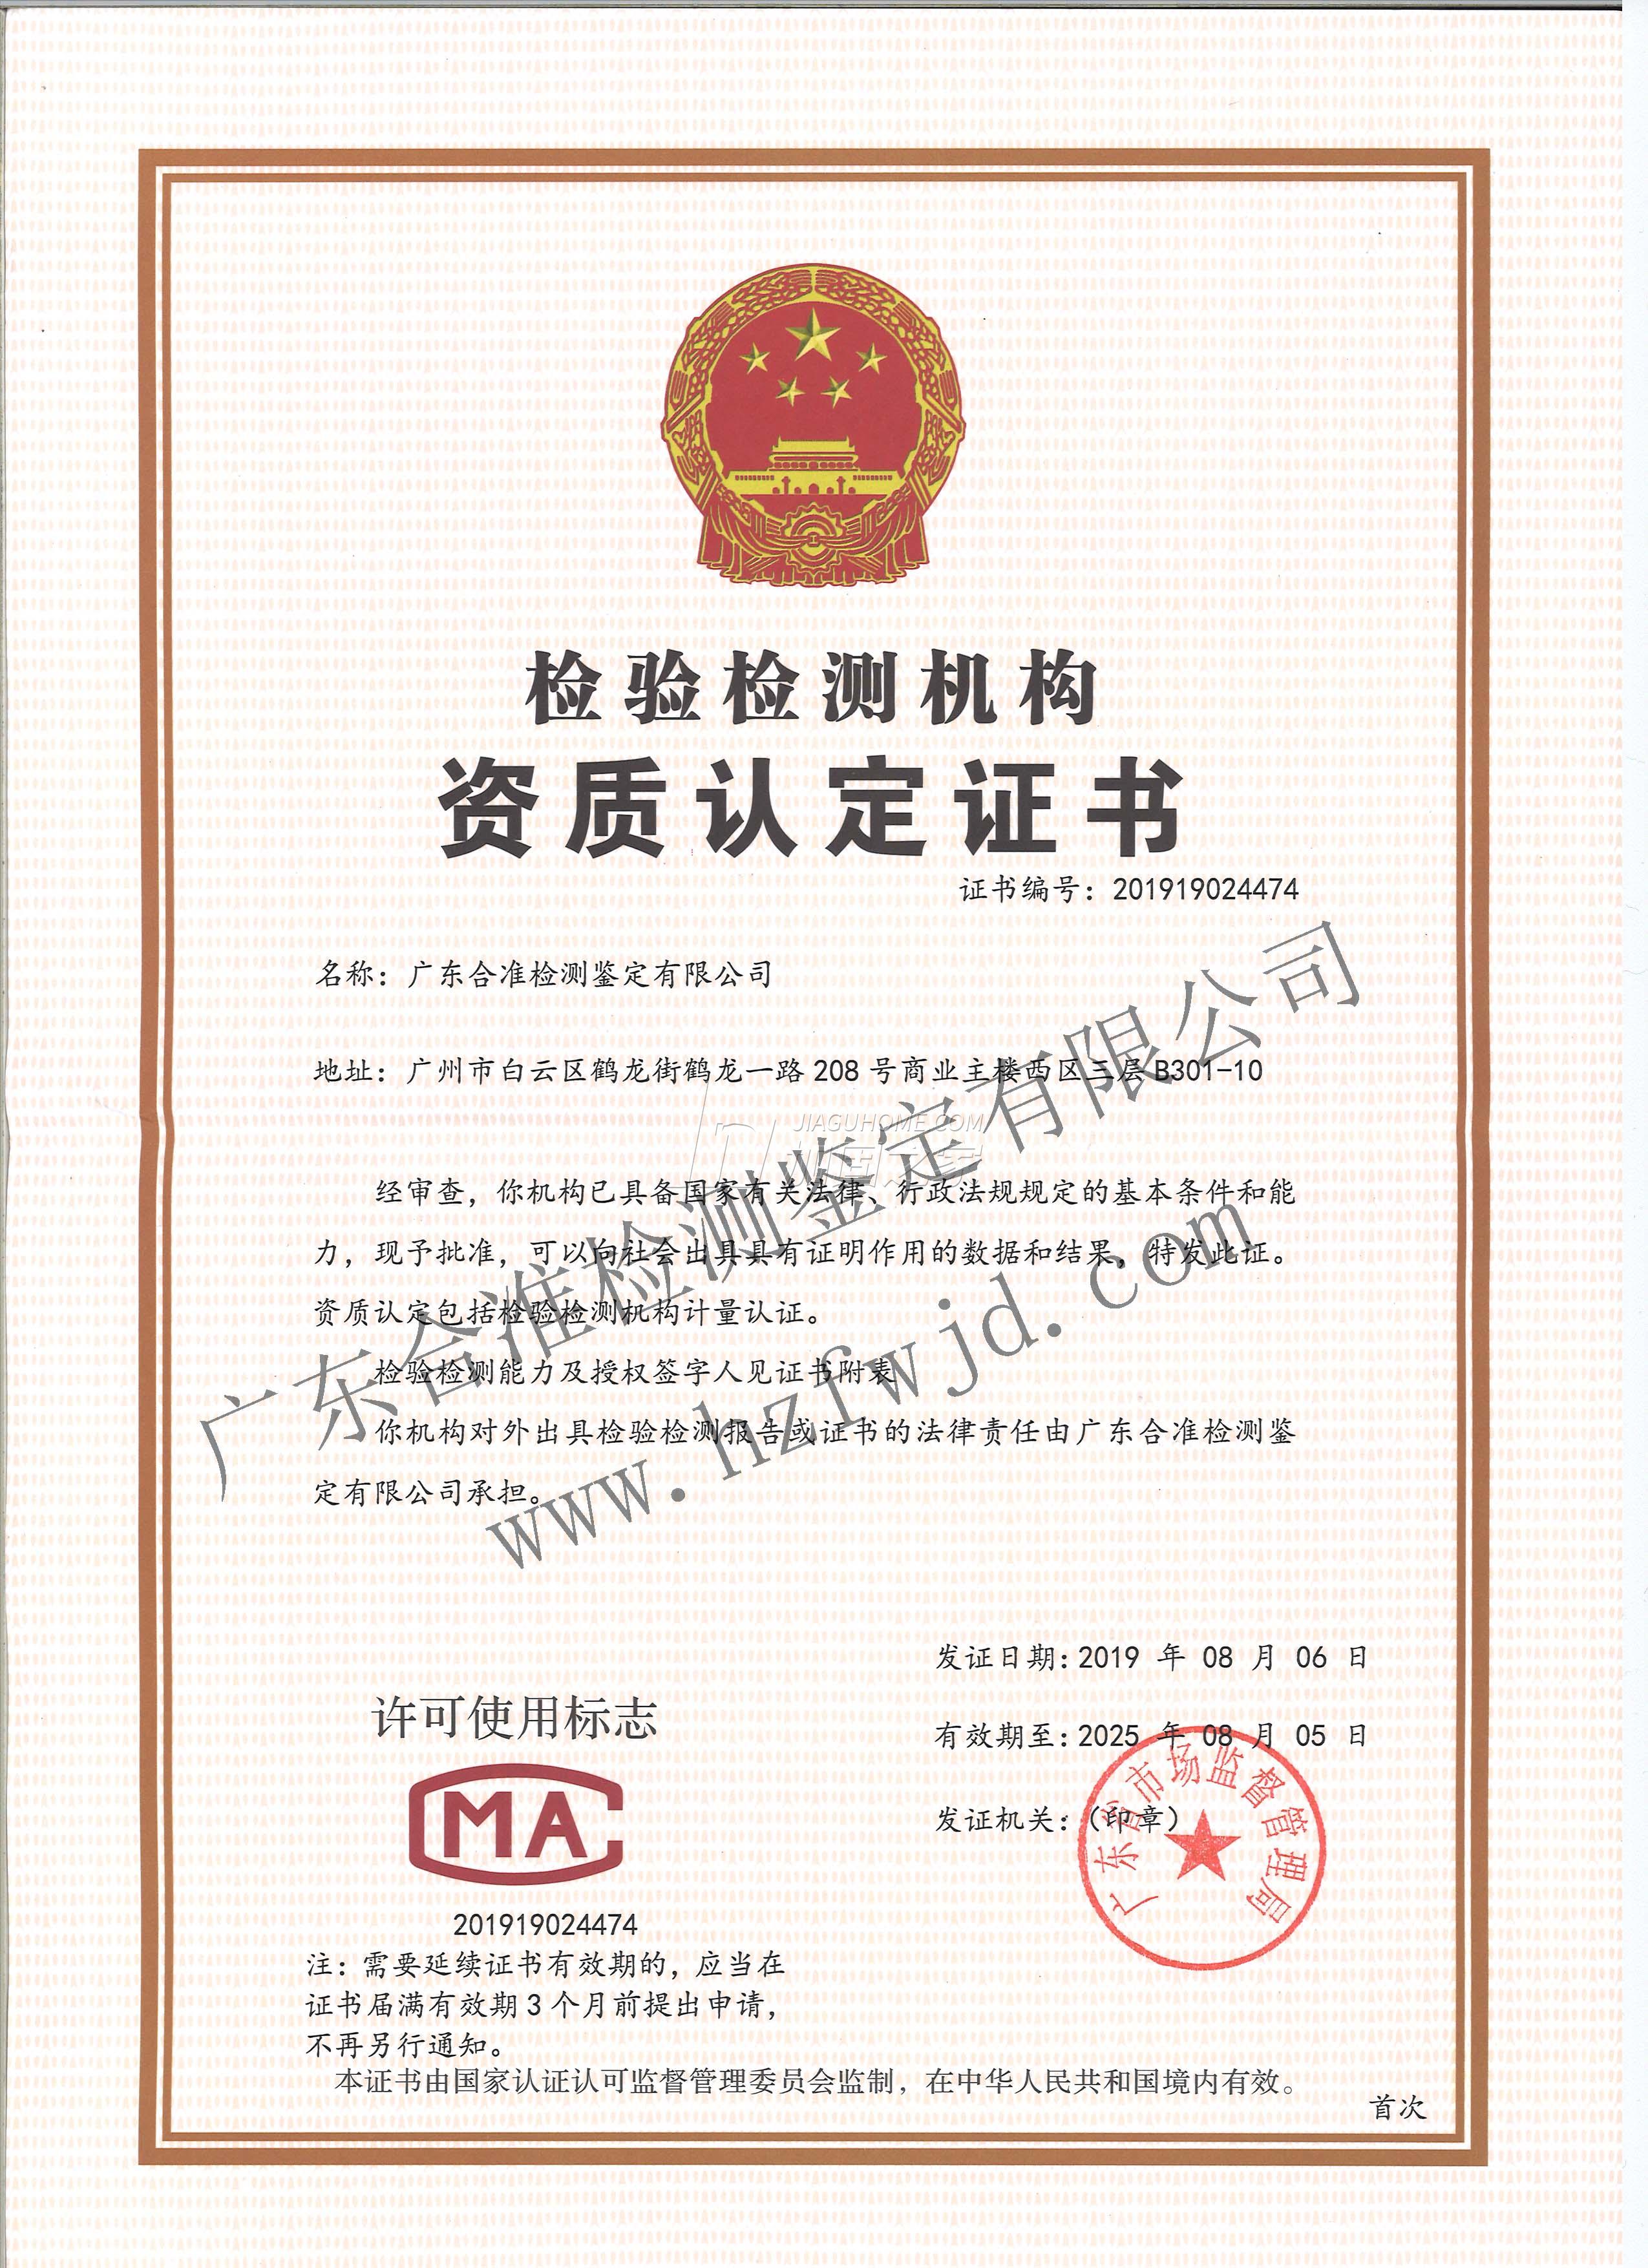 检验检测机构
资质认定证书
证书编号：201919024474
名称：广东合准检测鉴定有限公司
地址：广州市白云区鹤龙街鹤龙一路208号商业主楼西区三层B301-10
JIAGUHOME.COM
加固之家
经审查，你机构已具备国家有关法律、行政法规规定的基本条件和能
力，现予批准，可以向社会出具具有证明作用的数据和结果，特发此证。
资质认定包括检验检测机构计量认证。
检验检测能力及授权签字人见证书附表
你机构对外出具检验检测报告或证书的法律责任由广东合准检测鉴
定有限公司承担。
广东合准检测鉴定有限公司
www.hzfwjd.com
发证日期：2019 年 08 月 06 日
有效期至：2025 年 08 月 05 日
发证机关：（印章）
广东省市场监督管理局
许可使用标志
MA
201919024474
注：需要延续证书有效期的，应当在
证书届满有效期3个月前提出申请，
不再另行通知。
本证书由国家认证认可监督管理委员会监制，在中华人民共和国境内有效。
首次